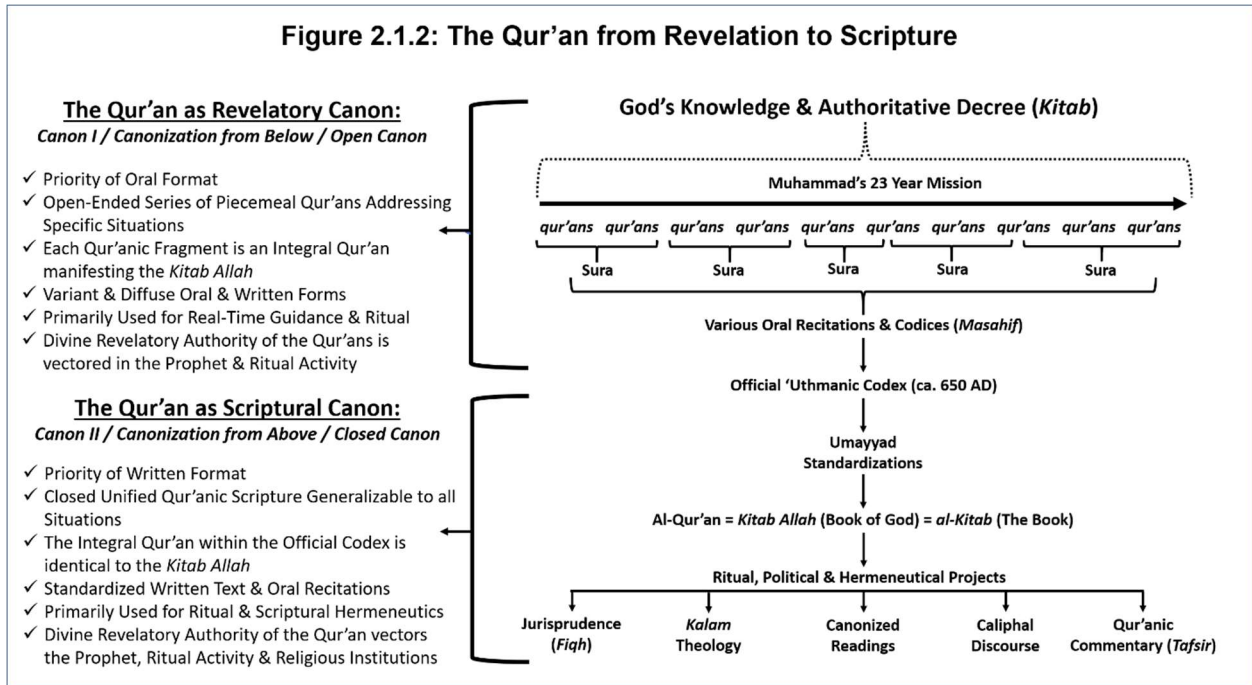 Figure 2.1.2: The Qur’an from Revelation to Scripture
The Qur’an as Revelatory Canon:
Canon I / Canonization from Below / Open Canon
✓ Priority of Oral Format
✓ Open-Ended Series of Piecemeal Qur’ans Addressing
Specific Situations
✓ Each Qur’anic Fragment is an Integral Qur’an
manifesting the Kitab Allah
✓ Variant & Diffuse Oral & Written Forms
✓ Primarily Used for Real-Time Guidance & Ritual
✓ Divine Revelatory Authority of the Qur’ans is
vectored in the Prophet & Ritual Activity
The Qur’an as Scriptural Canon:
Canon II / Canonization from Above / Closed Canon
✓ Priority of Written Format
✓ Closed Unified Qur’anic Scripture Generalizable to all
Situations
✓ The Integral Qur’an within the Official Codex is
identical to the Kitab Allah
✓ Standardized Written Text & Oral Recitations
✓ Primarily Used for Ritual & Scriptural Hermeneutics
✓ Divine Revelatory Authority of the Qur’an vectors
the Prophet, Ritual Activity & Religious Institutions
God’s Knowledge & Authoritative Decree (Kitab)
Muhammad’s 23 Year Mission
qur’ans qur’ans qur’ans qur’ans qur’ans qur’ans qur’ans qur’ans qur’ans qur’ans
Sura Sura Sura Sura Sura
Various Oral Recitations & Codices (Masahif)
Official ‘Uthmanic Codex (ca. 650 AD)
Umayyad
Standardizations
Al-Qur’an = Kitab Allah (Book of God) = al-Kitab (The Book)
Ritual, Political & Hermeneutical Projects
Jurisprudence
(Fiqh)
Kalam
Theology
Canonized
Readings
Caliphal
Discourse
Qur’anic
Commentary (Tafsir)